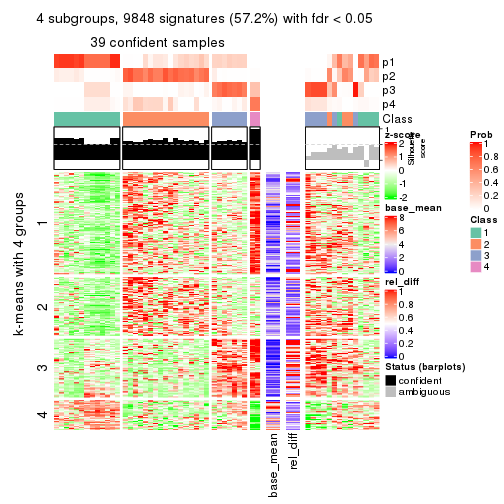 4 subgroups, 9848 signatures (57.2%) with fdr < 0.05
39 confident samples
p1
p2
p3
p4
Class
1
Silhouette
score
k-means with 4 groups
1
2
3
4
base_mean
rel_diff
z-score
2
1
0
-1
-2
base_mean
8
6
4
2
0
rel_diff
1
0.8
0.6
0.4
0.2
0
Status (barplots)
confident
ambiguous
Prob
1
0.8
0.6
0.4
0.2
0
Class
1
2
3
4